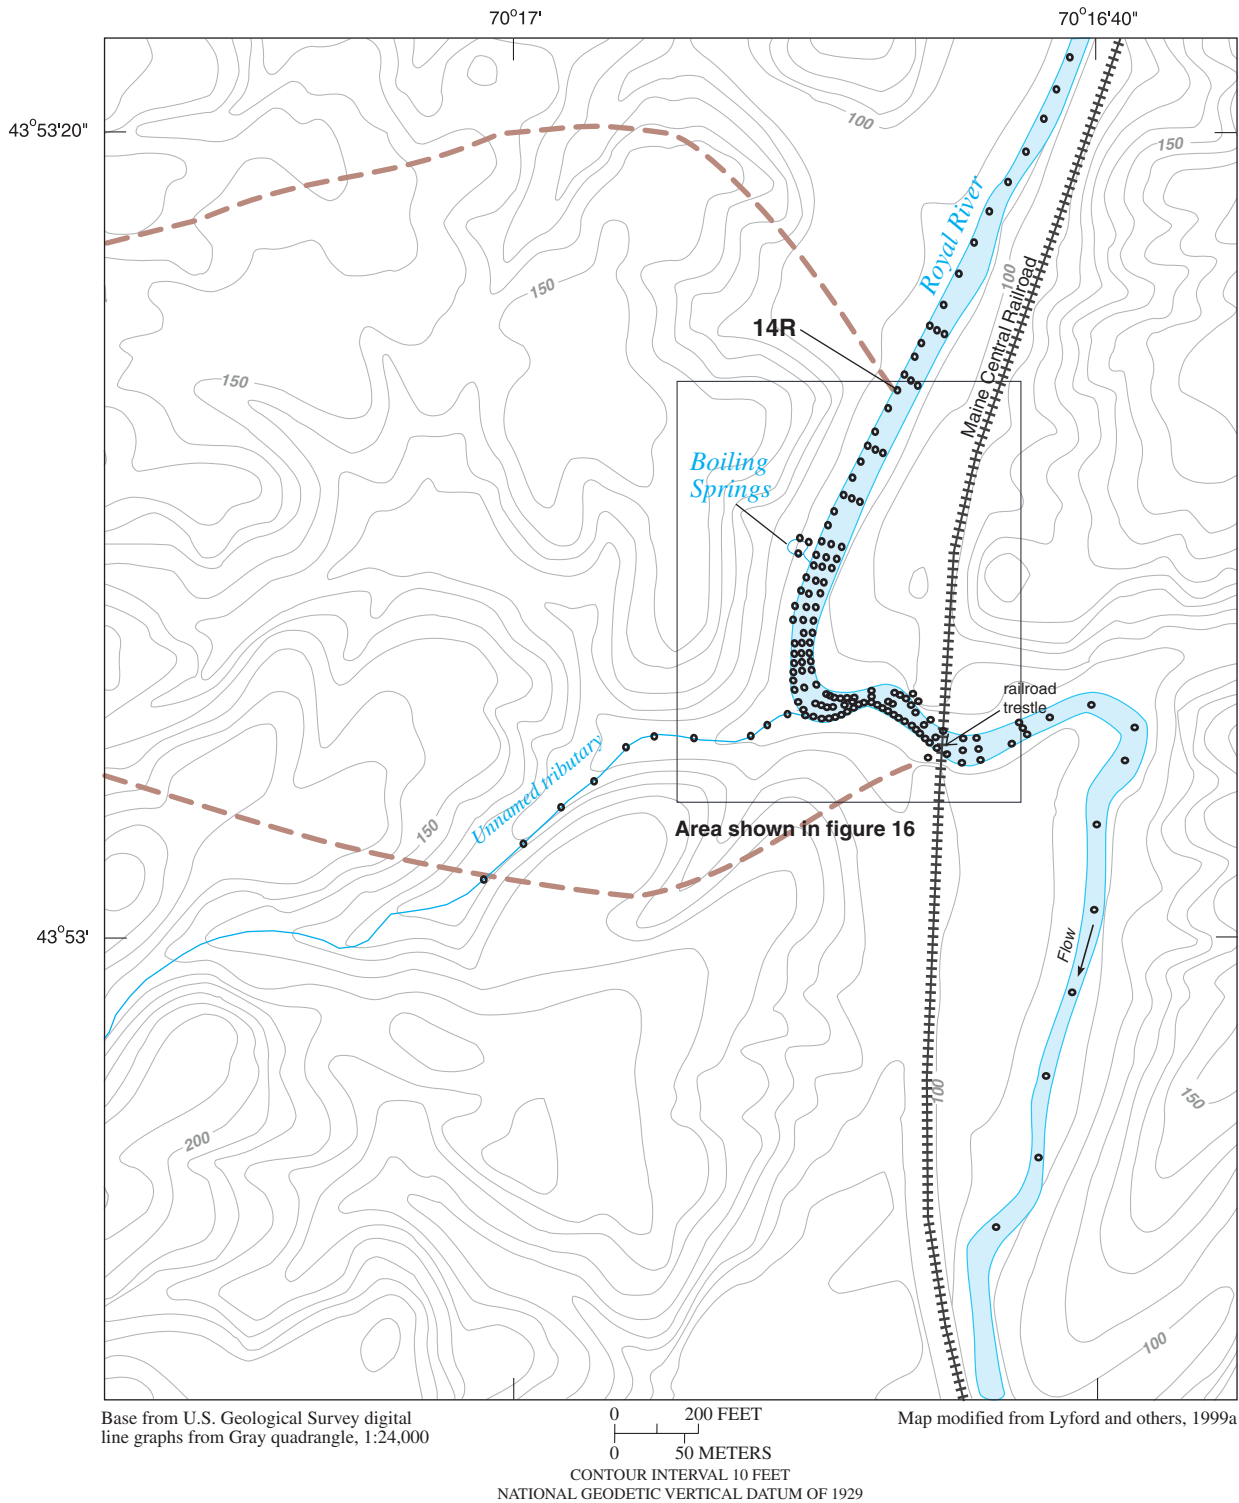 70°17'
70°16'40"
43°53'20"
100
150
Royal River
100
150
Maine Central Railroad
14R
150
Boiling
Springs
railroad
trestle
Unnamed tributary
150
Area shown in figure 16
43°53'
Flow
100
150
200
100
Base from U.S. Geological Survey digital
line graphs from Gray quadrangle, 1:24,000
0 200 FEET
0 50 METERS
CONTOUR INTERVAL 10 FEET
NATIONAL GEODETIC VERTICAL DATUM OF 1929
Map modified from Lyford and others, 1999a